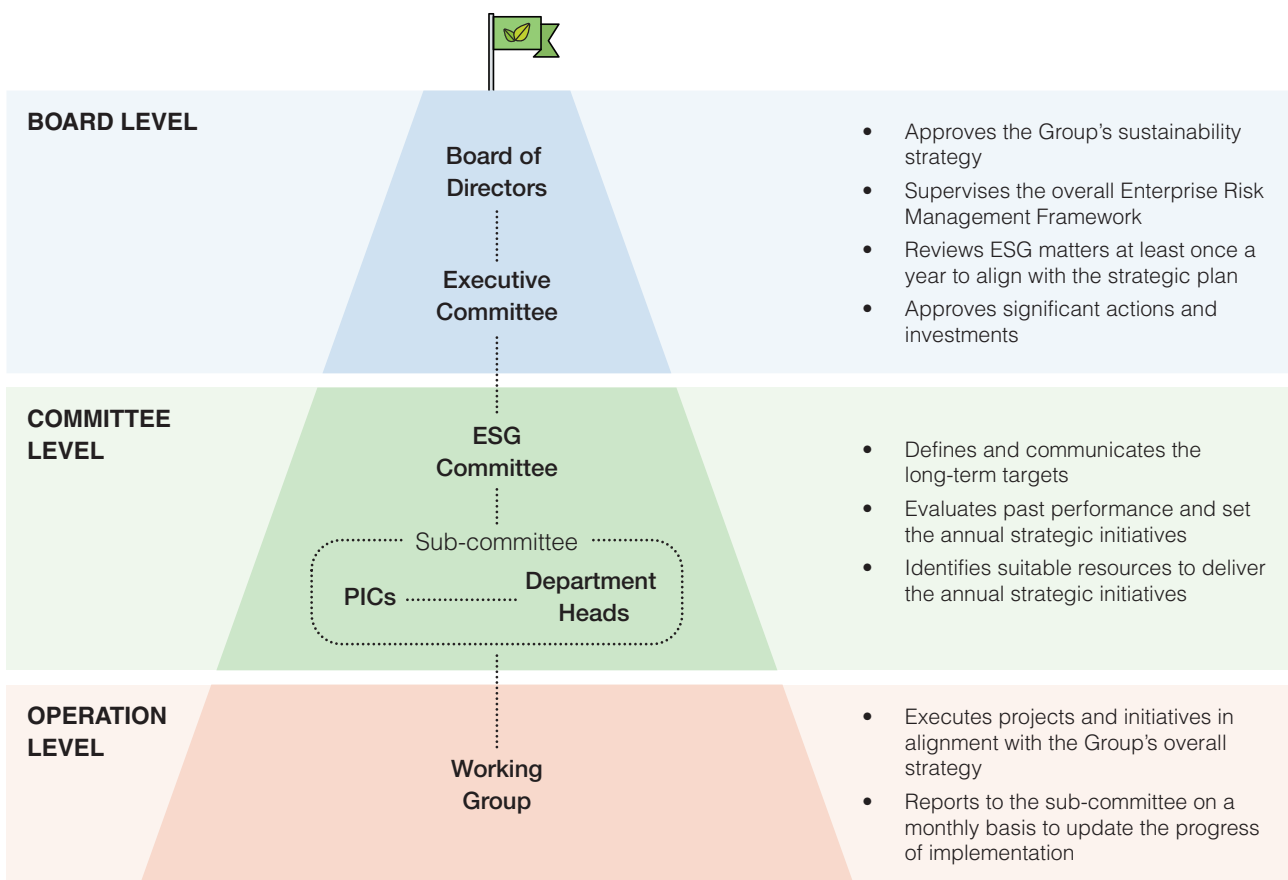 BOARD LEVEL
Board of
Directors
Executive
Committee
• Approves the Group’s sustainability
strategy
• Supervises the overall Enterprise Risk
Management Framework
• Reviews ESG matters at least once a
year to align with the strategic plan
• Approves significant actions and
investments
COMMITTEE
LEVEL
ESG
Committee
Sub-committee
PICs
Department
Heads
• Defines and communicates the
long-term targets
• Evaluates past performance and set
the annual strategic initiatives
• Identifies suitable resources to deliver
the annual strategic initiatives
OPERATION
LEVEL
Working
Group
• Executes projects and initiatives in
alignment with the Group’s overall
strategy
• Reports to the sub-committee on a
monthly basis to update the progress
of implementation